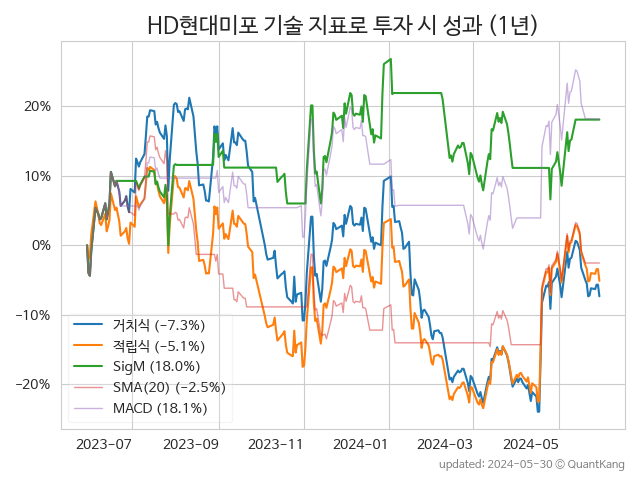 HD현대미포 기술 지표로 투자 시 성과 (1년)
20%
10%
0%
−10%
−20%
거치식 (−7.3%)
적립식 (−5.1%)
SigM (18.0%)
SMA(20) (−2.5%)
MACD (18.1%)
2023−07 2023−09 2023−11 2024−01 2024−03 2024−05
updated: 2024−05−30 ⓒ QuantKang